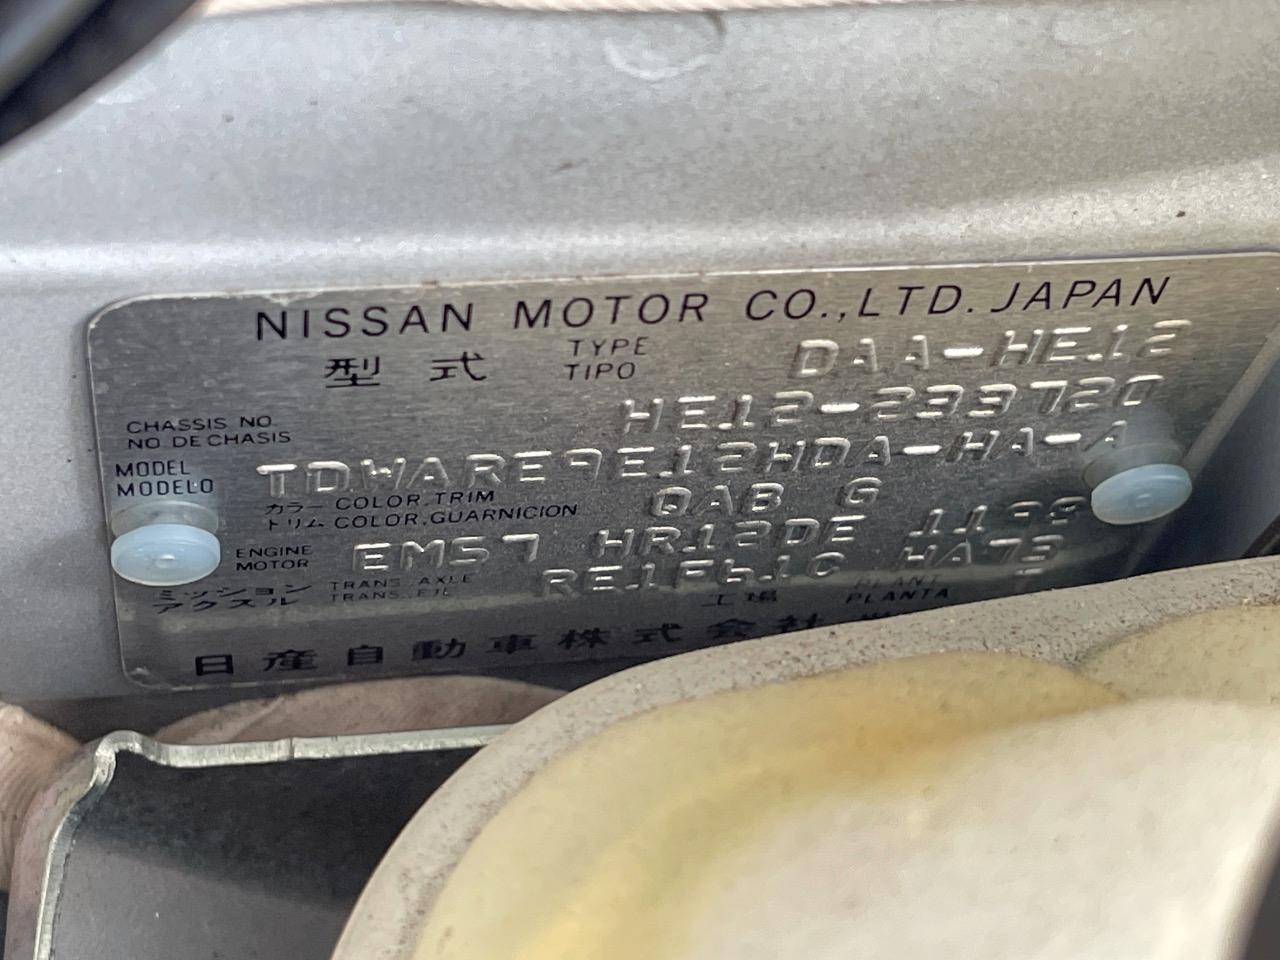 NISSAN MOTOR CO.,LTD. JAPAN
型式 TYPE TIPO DAA-HE12
CHASSIS NO
NO DE CHASIS HE12-233720
MODEL
MODELO TDWARE9E12HDA-HA-A
カラー COLOR,TRIM
トリム COLOR,GUARNICION QAB G
ENGINE
MOTOR EM57 HR12DE
ミッション TRANS. AXLE
アクスル TRANS. EJE RE1F61C HA73
工場 PLANT
PLANTA
日産自動車株式会社